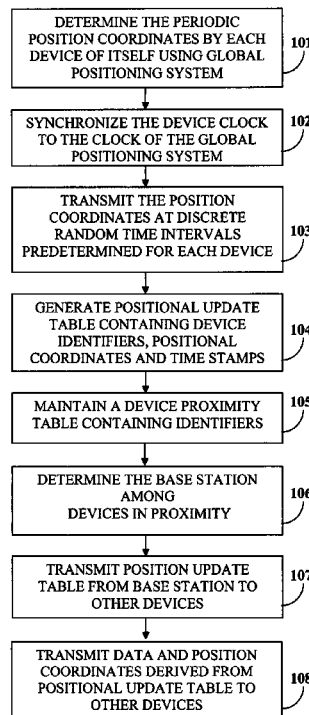 DETERMINE THE PERIODIC
POSITION COORDINATES BY EACH
DEVICE OF ITSELF USING GLOBAL
POSITIONING SYSTEM
101
SYNCHRONIZE THE DEVICE CLOCK
TO THE CLOCK OF THE GLOBAL
POSITIONING SYSTEM
102
TRANSMIT THE POSITION
COORDINATES AT DISCRETE
RANDOM TIME INTERVALS
PREDETERMINED FOR EACH DEVICE
103
GENERATE POSITIONAL UPDATE
TABLE CONTAINING DEVICE
IDENTIFIERS, POSITIONAL
COORDINATES AND TIME STAMPS
104
MAINTAIN A DEVICE PROXIMITY
TABLE CONTAINING IDENTIFIERS
105
DETERMINE THE BASE STATION
AMONG
DEVICES IN PROXIMITY
106
TRANSMIT POSITION UPDATE
TABLE FROM BASE STATION TO
OTHER DEVICES
107
TRANSMIT DATA AND POSITION
COORDINATES DERIVED FROM
POSITIONAL UPDATE TABLE TO
OTHER DEVICES
108